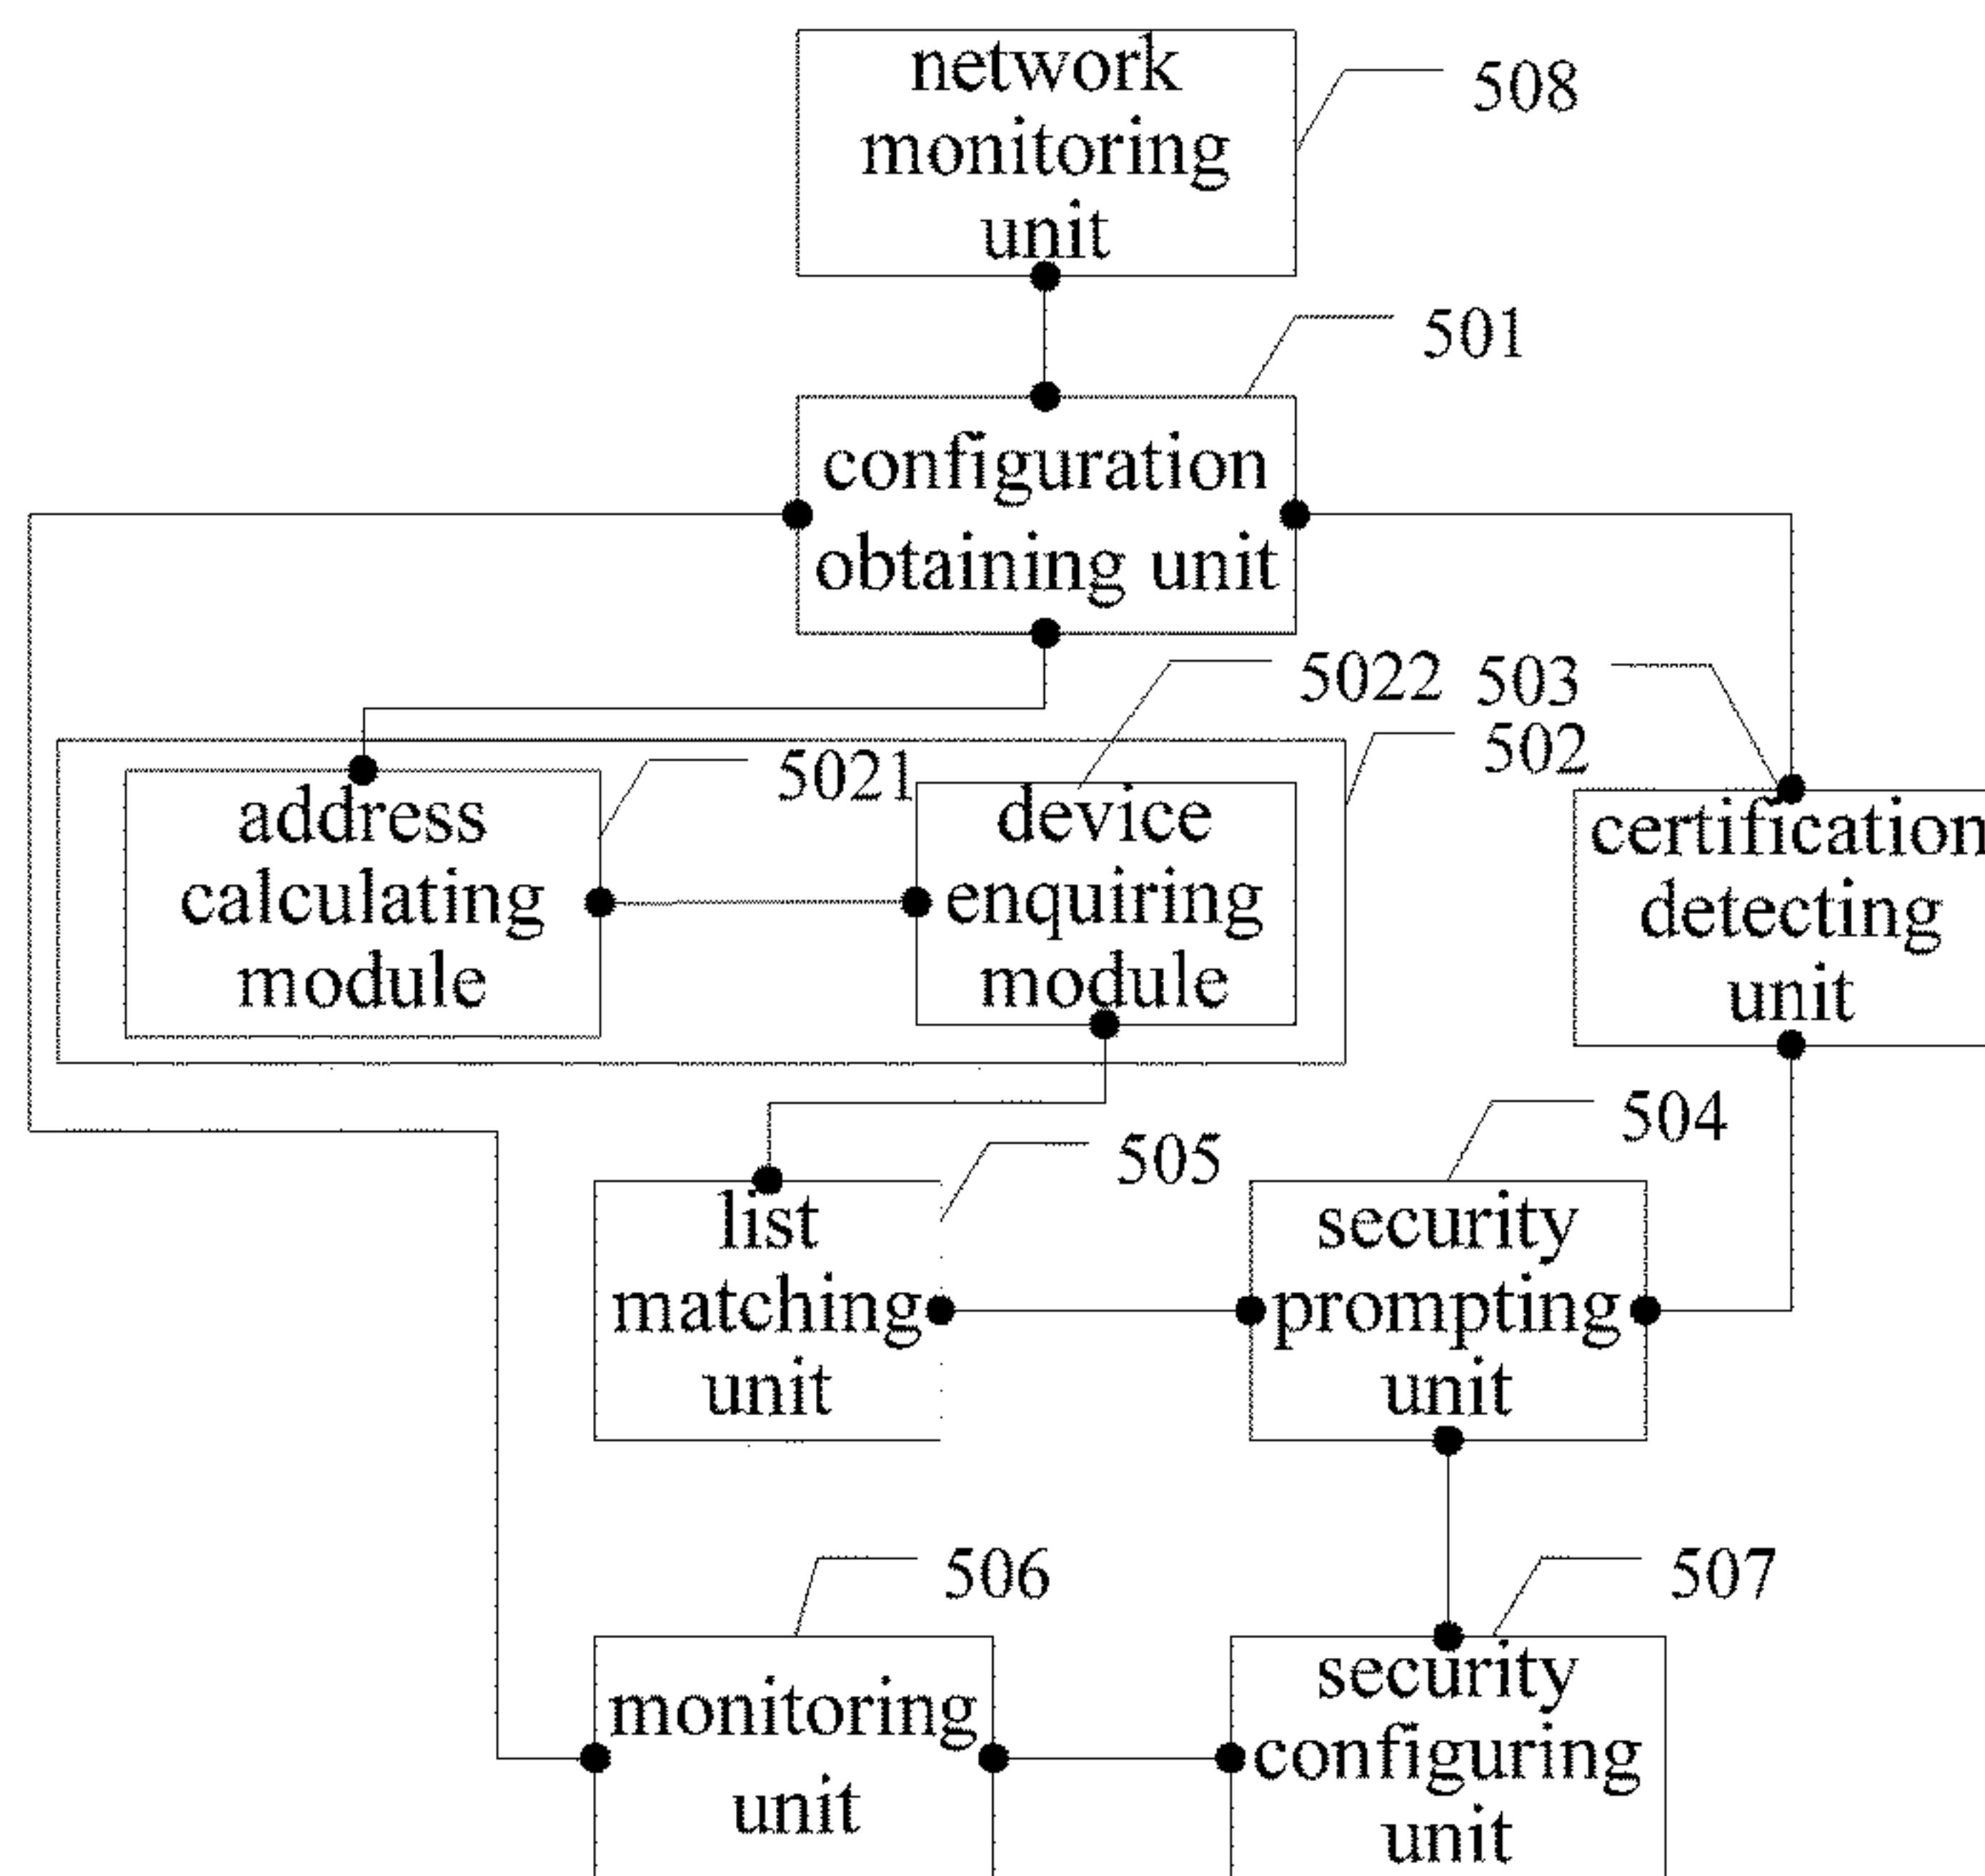 network
monitoring
unit
508
501
configuration
obtaining unit
5022
503
502
5021
address
calculating
module
device
enquiring
module
certification
detecting
unit
504
505
list
matching
unit
security
prompting
unit
506
507
monitoring
unit
security
configuring
unit